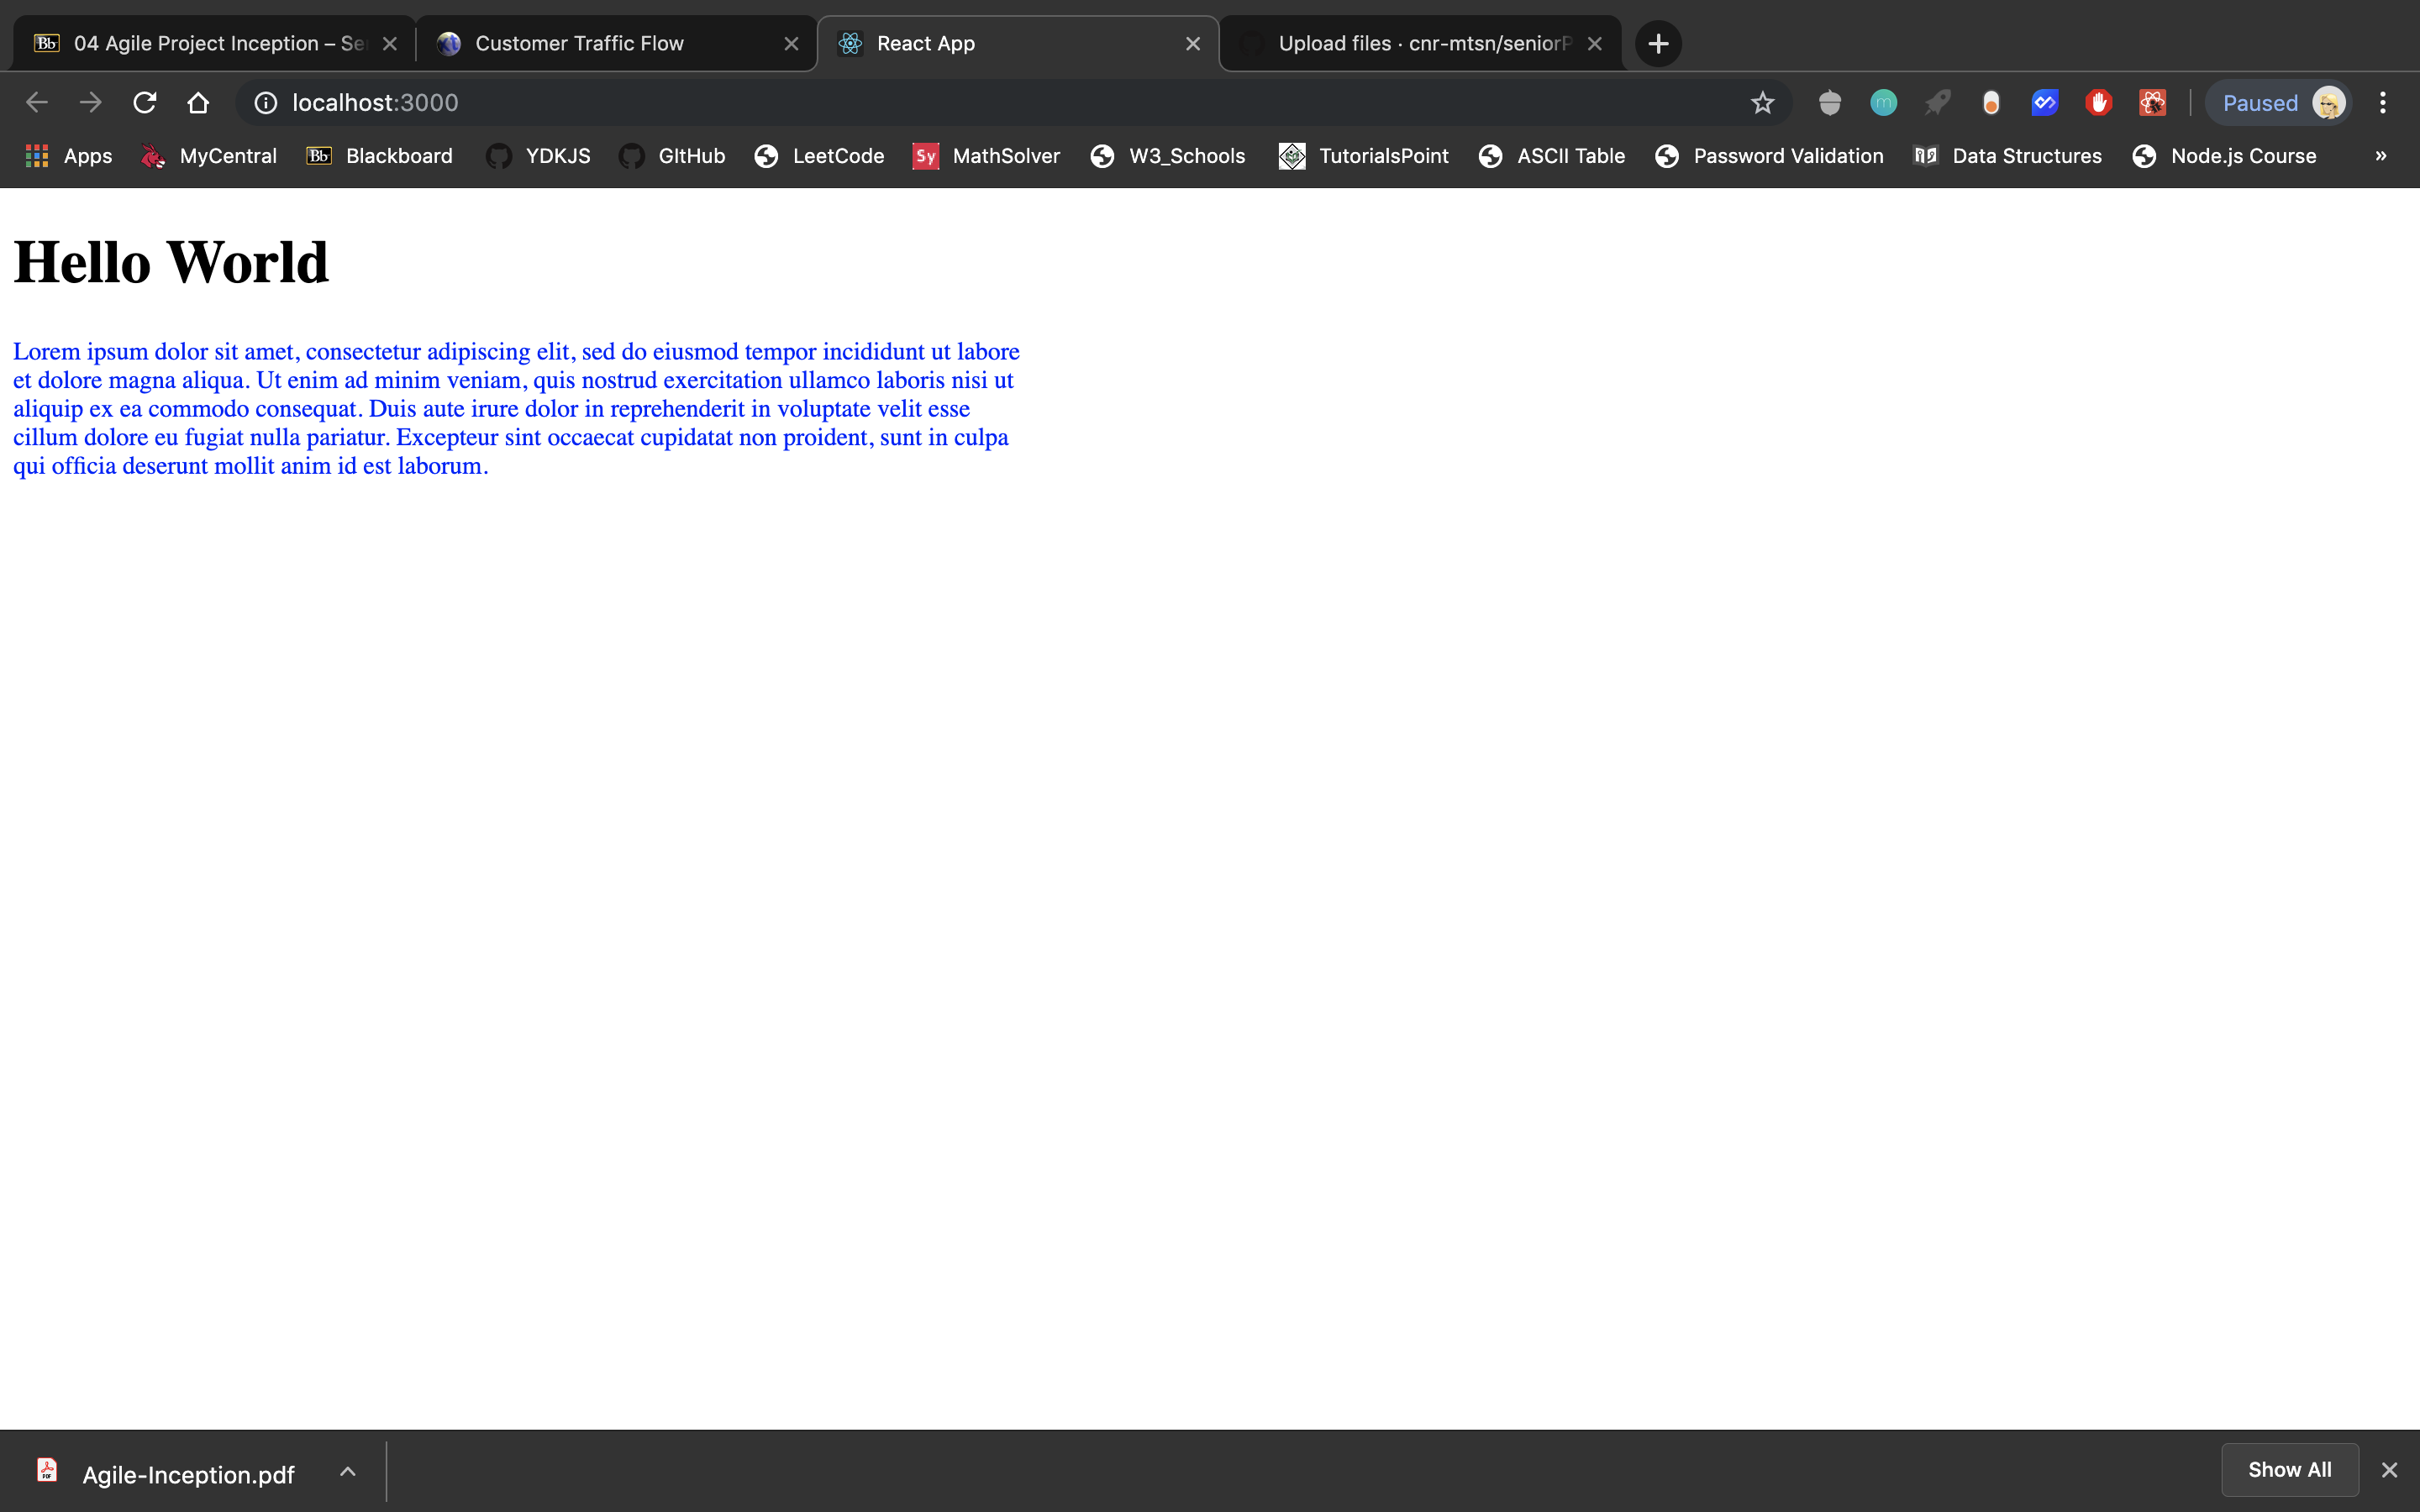 04 Agile Project Inception – Se
Customer Traffic Flow
React App
Upload files · cnr-mtsn/seniorP
localhost:3000
Paused
Apps
MyCentral
Bb Blackboard
YDKJS
GItHub
LeetCode
Sy MathSolver
W3_Schools
TutorialsPoint
ASCII Table
Password Validation
Data Structures
Node.js Course
»
Hello World
Lorem ipsum dolor sit amet, consectetur adipiscing elit, sed do eiusmod tempor incididunt ut labore
et dolore magna aliqua. Ut enim ad minim veniam, quis nostrud exercitation ullamco laboris nisi ut
aliquip ex ea commodo consequat. Duis aute irure dolor in reprehenderit in voluptate velit esse
cillum dolore eu fugiat nulla pariatur. Excepteur sint occaecat cupidatat non proident, sunt in culpa
qui officia deserunt mollit anim id est laborum.
Agile-Inception.pdf
Show All